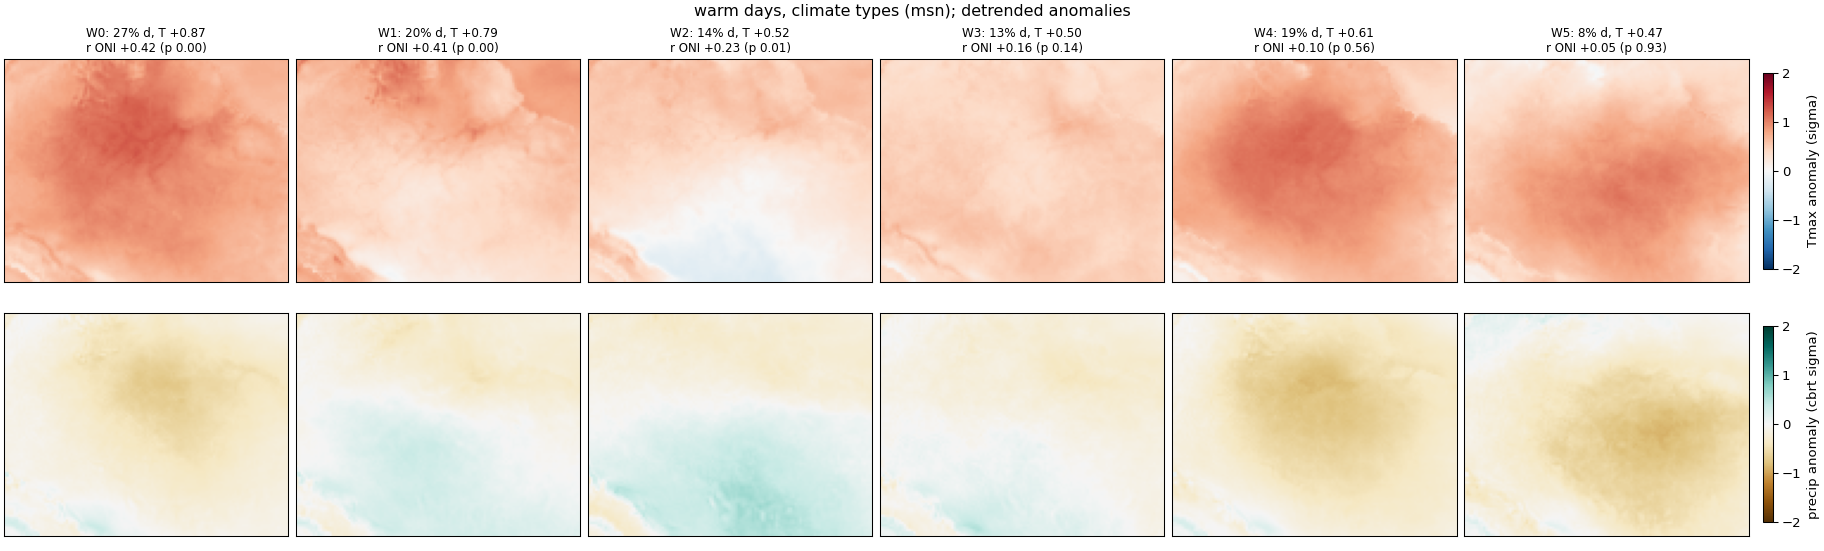 warm days, climate types (msn); detrended anomalies
W0: 27% d, T +0.87
r ONI +0.42 (p 0.00)
W1: 20% d, T +0.79
r ONI +0.41 (p 0.00)
W2: 14% d, T +0.52
r ONI +0.23 (p 0.01)
W3: 13% d, T +0.50
r ONI +0.16 (p 0.14)
W4: 19% d, T +0.61
r ONI +0.10 (p 0.56)
W5: 8% d, T +0.47
r ONI +0.05 (p 0.93)
2
1
0
−1
−2
Tmax anomaly (sigma)
2
1
0
−1
−2
precip anomaly (cbrt sigma)